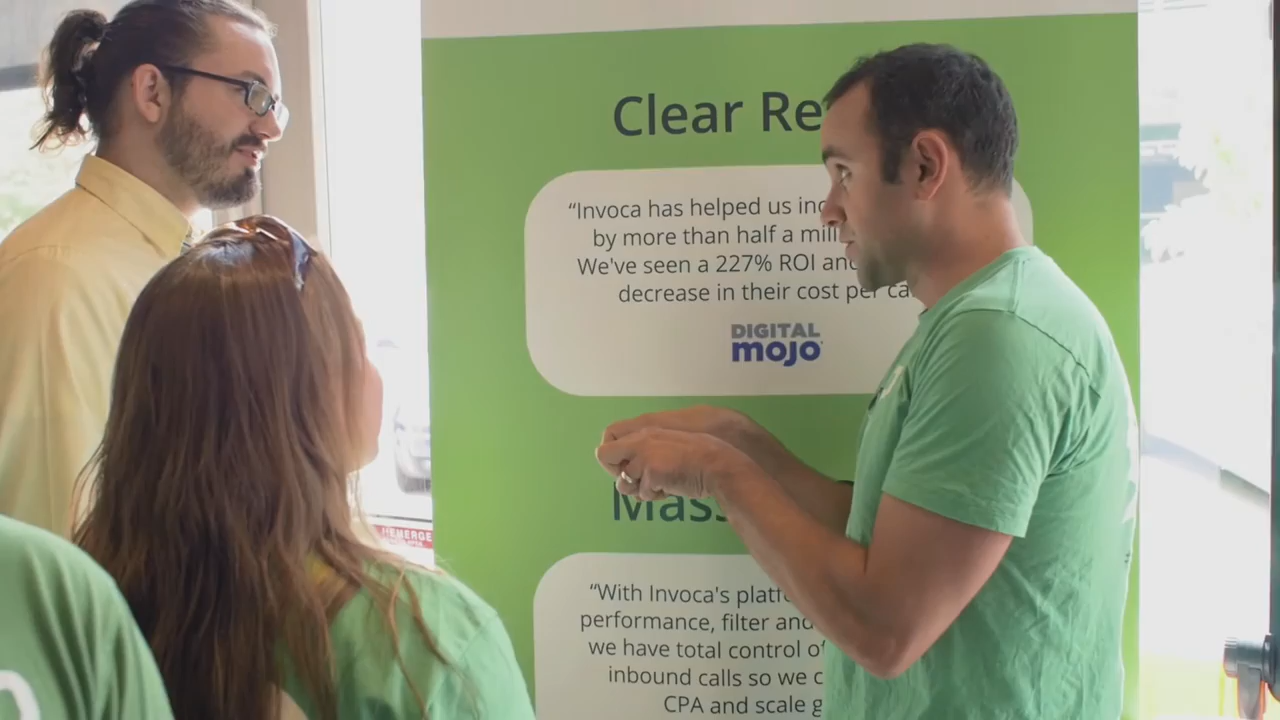 Clear Re
“Invoca has helped us inc
by more than half a mill
We've seen a 227% ROI and
decrease in their cost per ca
DIGITAL
mojo
EMERGE
Mass
“With Invoca's platf
performance, filter and
we have total control of
inbound calls so we c
CPA and scale g